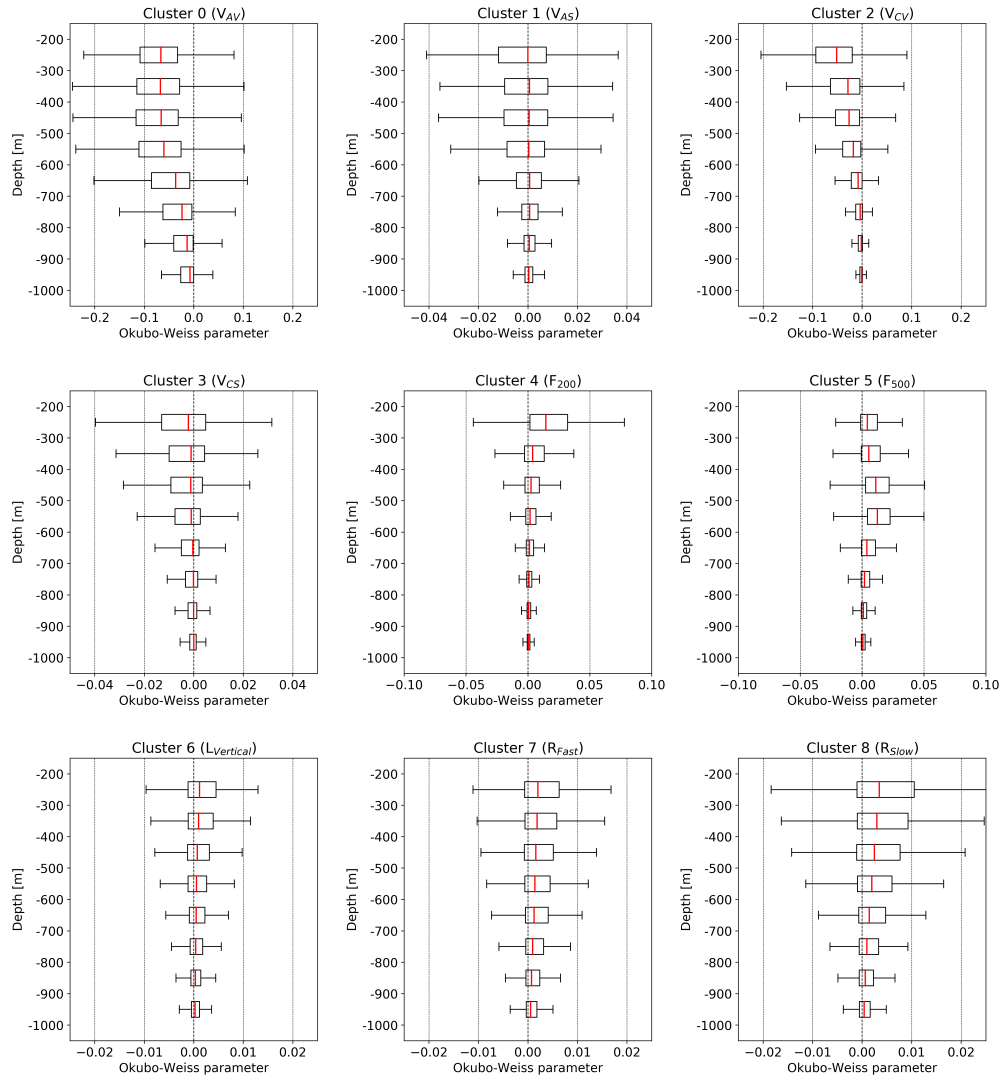 Cluster 0 (V_AV)
Cluster 1 (V_AS)
Cluster 2 (V_CV)
-200
-300
-400
-500
-600
-700
-800
-900
-1000
Depth [m]
−0.2 −0.1 0.0 0.1 0.2
Okubo-Weiss parameter
-200
-300
-400
-500
-600
-700
-800
-900
-1000
Depth [m]
−0.04 −0.02 0.00 0.02 0.04
Okubo-Weiss parameter
-200
-300
-400
-500
-600
-700
-800
-900
-1000
Depth [m]
−0.2 −0.1 0.0 0.1 0.2
Okubo-Weiss parameter
Cluster 3 (V_CS)
Cluster 4 (F_200)
Cluster 5 (F_500)
-200
-300
-400
-500
-600
-700
-800
-900
-1000
Depth [m]
−0.04 −0.02 0.00 0.02 0.04
Okubo-Weiss parameter
-200
-300
-400
-500
-600
-700
-800
-900
-1000
Depth [m]
−0.10 −0.05 0.00 0.05 0.10
Okubo-Weiss parameter
-200
-300
-400
-500
-600
-700
-800
-900
-1000
Depth [m]
−0.10 −0.05 0.00 0.05 0.10
Okubo-Weiss parameter
Cluster 6 (L_Vertical)
Cluster 7 (R_Fast)
Cluster 8 (R_Slow)
-200
-300
-400
-500
-600
-700
-800
-900
-1000
Depth [m]
−0.02 −0.01 0.00 0.01 0.02
Okubo-Weiss parameter
-200
-300
-400
-500
-600
-700
-800
-900
-1000
Depth [m]
−0.02 −0.01 0.00 0.01 0.02
Okubo-Weiss parameter
-200
-300
-400
-500
-600
-700
-800
-900
-1000
Depth [m]
−0.02 −0.01 0.00 0.01 0.02
Okubo-Weiss parameter